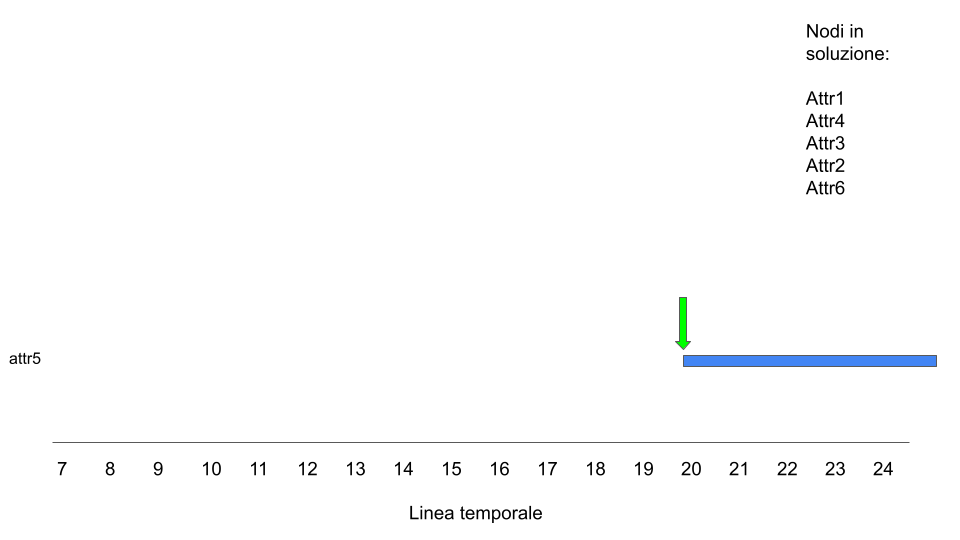 Nodi in
soluzione:
Attr1
Attr4
Attr3
Attr2
Attr6
attr5
7 8 9 10 11 12 13 14 15 16 17 18 19 20 21 22 23 24
Linea temporale